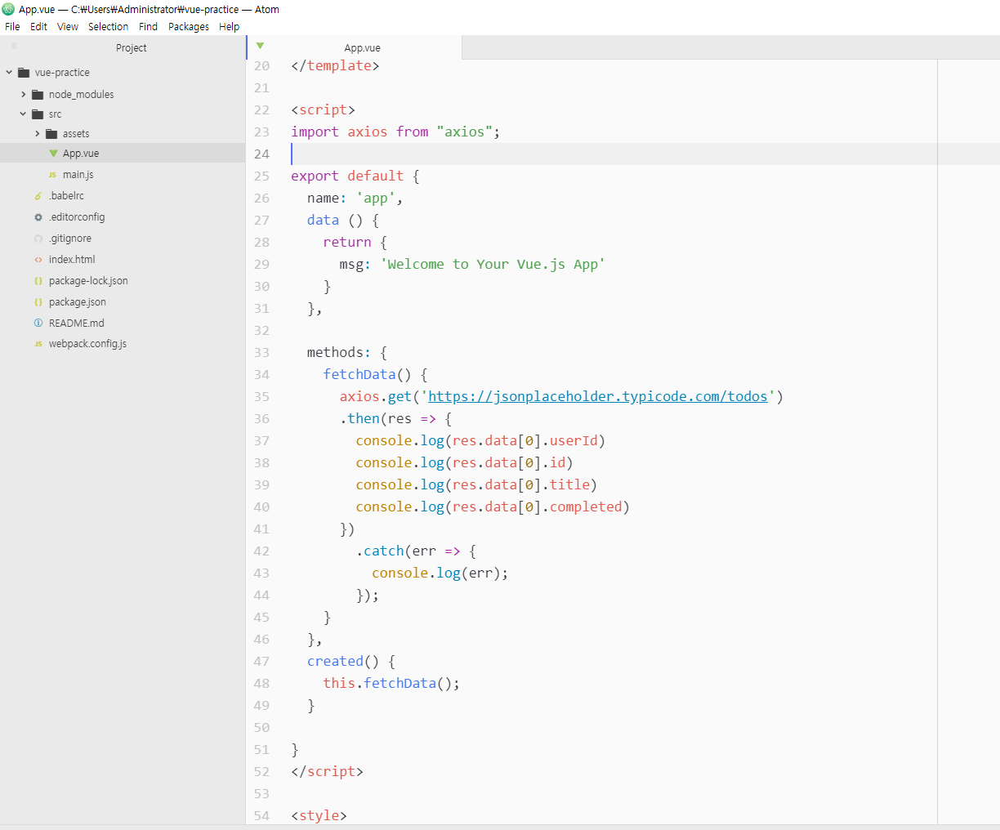 App.vue — C:₩Users₩Administrator₩vue-practice — Atom
File Edit View Selection Find Packages Help
Project
vue-practice
node_modules
src
assets
App.vue
JS main.js
.babelrc
.editorconfig
.gitignore
<> index.html
{} package-lock.json
{} package.json
README.md
JS webpack.config.js
App.vue
20 </template>
21
22 <script>
23 import axios from "axios";
24
25 export default {
26   name: 'app',
27   data () {
28     return {
29       msg: 'Welcome to Your Vue.js App'
30     }
31   },
32
33   methods: {
34     fetchData() {
35       axios.get('https://jsonplaceholder.typicode.com/todos')
36       .then(res => {
37         console.log(res.data[0].userId)
38         console.log(res.data[0].id)
39         console.log(res.data[0].title)
40         console.log(res.data[0].completed)
41       })
42         .catch(err => {
43           console.log(err);
44         });
45     }
46   },
47   created() {
48     this.fetchData();
49   }
50
51 }
52 </script>
53
54 <style>